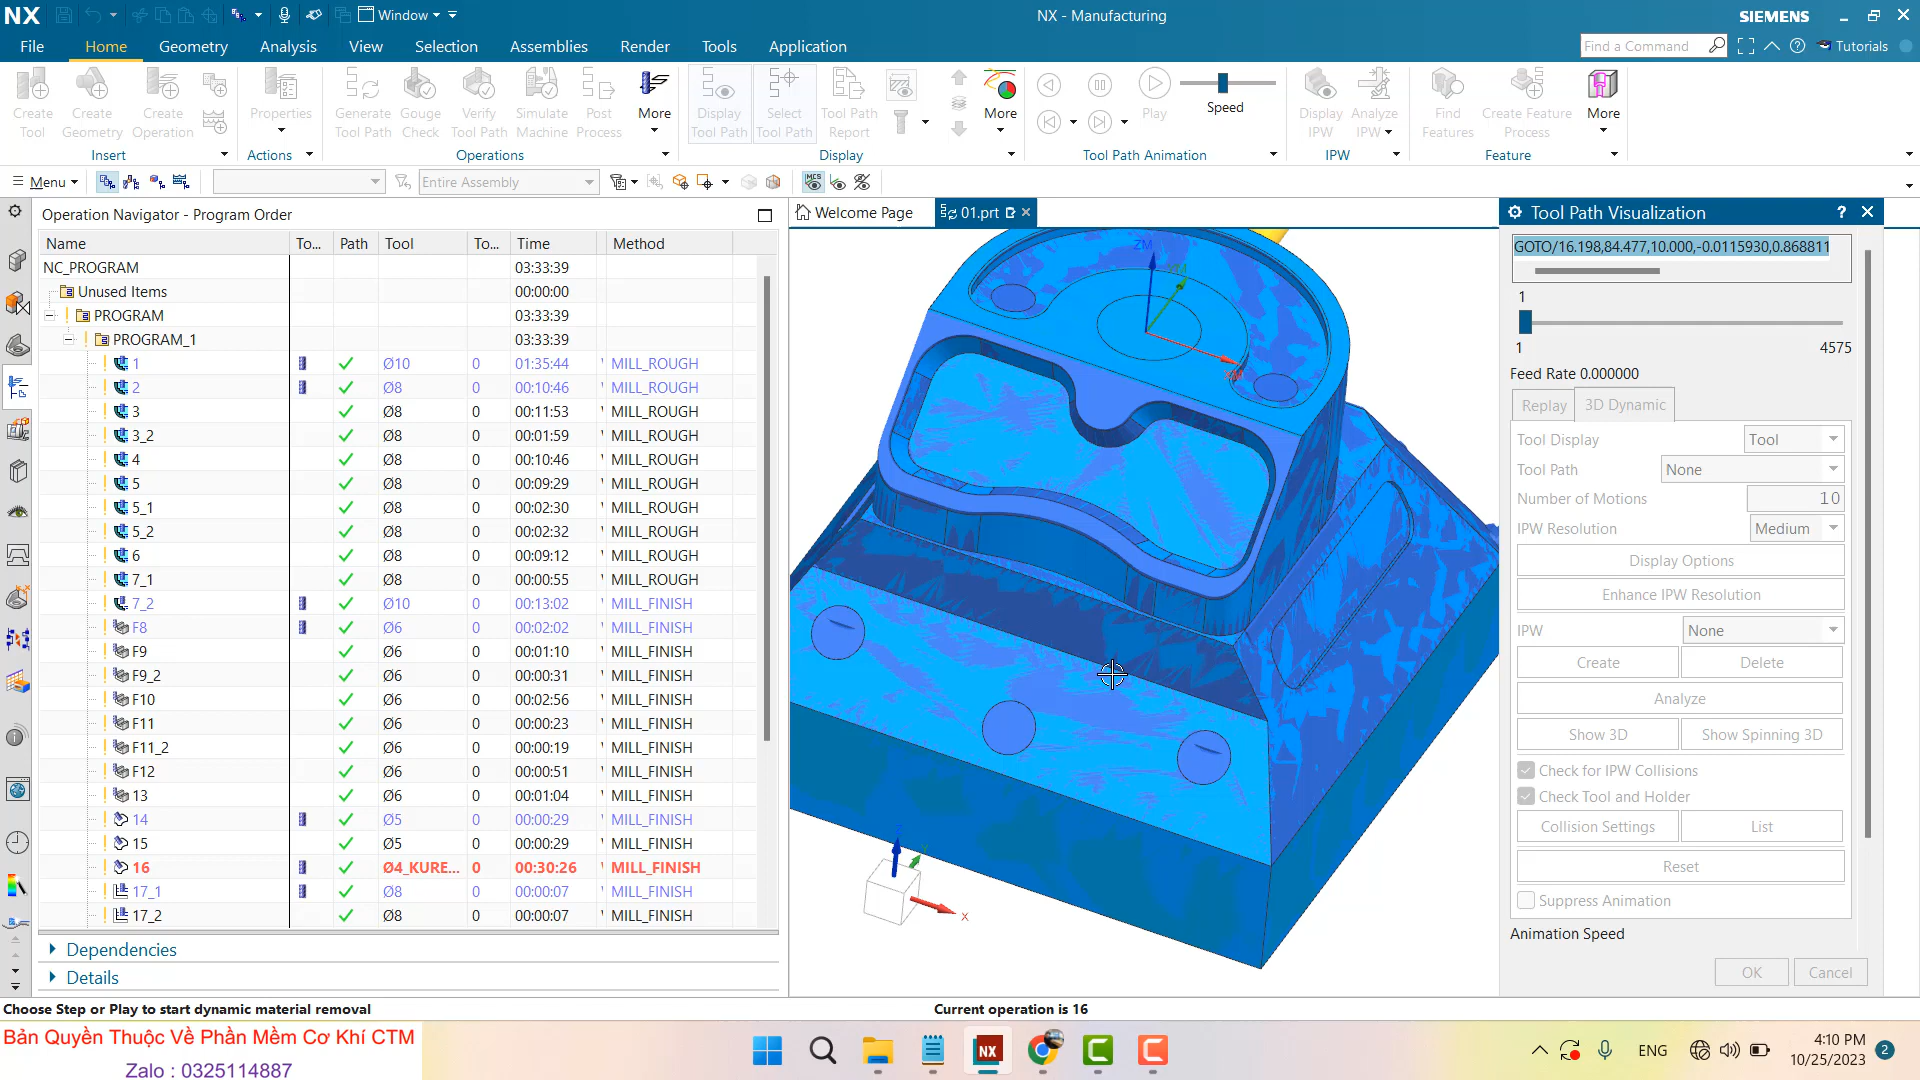 NX
Window
NX - Manufacturing
SIEMENS
File
Home
Geometry
Analysis
View
Selection
Assemblies
Render
Tools
Application
Find a Command
Tutorials
Create Tool
Create Geometry
Create Operation
Properties
Generate Tool Path
Gouge Check
Verify Tool Path
Simulate Machine
Post Process
More
Display Tool Path
Select Tool Path
Tool Path Report
More
Play
Speed
Display IPW
Analyze IPW
Find Features
Create Feature Process
More
Insert
Actions
Operations
Display
Tool Path Animation
IPW
Feature
Menu
Entire Assembly
Operation Navigator - Program Order
Name To... Path Tool To... Time Method
NC_PROGRAM 03:33:39
Unused Items 00:00:00
PROGRAM 03:33:39
PROGRAM_1 03:33:39
1 Ø10 0 01:35:44 MILL_ROUGH
2 Ø8 0 00:10:46 MILL_ROUGH
3 Ø8 0 00:11:53 MILL_ROUGH
3_2 Ø8 0 00:01:59 MILL_ROUGH
4 Ø8 0 00:10:46 MILL_ROUGH
5 Ø8 0 00:09:29 MILL_ROUGH
5_1 Ø8 0 00:02:30 MILL_ROUGH
5_2 Ø8 0 00:02:32 MILL_ROUGH
6 Ø8 0 00:09:12 MILL_ROUGH
7_1 Ø8 0 00:00:55 MILL_ROUGH
7_2 Ø10 0 00:13:02 MILL_FINISH
F8 Ø6 0 00:02:02 MILL_FINISH
F9 Ø6 0 00:01:10 MILL_FINISH
F9_2 Ø6 0 00:00:31 MILL_FINISH
F10 Ø6 0 00:02:56 MILL_FINISH
F11 Ø6 0 00:00:23 MILL_FINISH
F11_2 Ø6 0 00:00:19 MILL_FINISH
F12 Ø6 0 00:00:51 MILL_FINISH
13 Ø6 0 00:01:04 MILL_FINISH
14 Ø5 0 00:00:29 MILL_FINISH
15 Ø5 0 00:00:29 MILL_FINISH
16 Ø4_KURE... 0 00:30:26 MILL_FINISH
17_1 Ø8 0 00:00:07 MILL_FINISH
17_2 Ø8 0 00:00:07 MILL_FINISH
Dependencies
Details
Welcome Page
01.prt
ZM
YM
XM
Z
X
Tool Path Visualization
GOTO/16.198,84.477,10.000,-0.0115930,0.868811
1
1 4575
Feed Rate 0.000000
Replay
3D Dynamic
Tool Display Tool
Tool Path None
Number of Motions 10
IPW Resolution Medium
Display Options
Enhance IPW Resolution
IPW None
Create Delete
Analyze
Show 3D Show Spinning 3D
Check for IPW Collisions
Check Tool and Holder
Collision Settings List
Reset
Suppress Animation
Animation Speed
OK Cancel
Choose Step or Play to start dynamic material removal
Current operation is 16
Bản Quyền Thuộc Về Phần Mềm Cơ Khí CTM
Zalo : 0325114887
NX
ENG
4:10 PM
10/25/2023
2